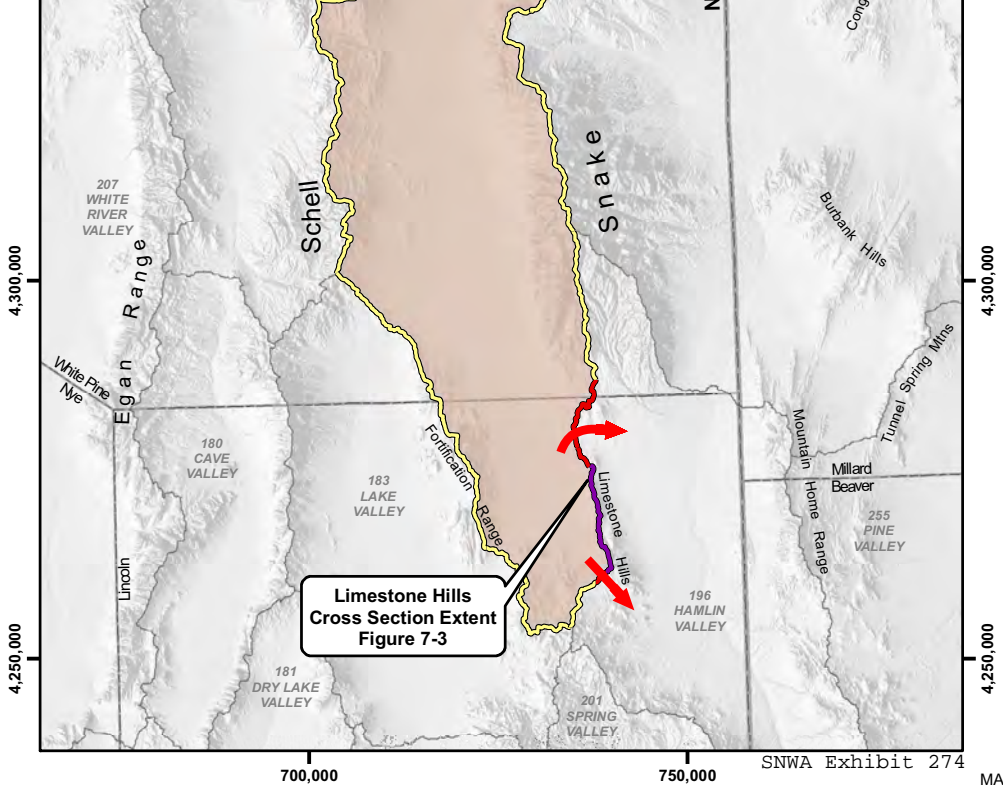 N
Cong
Snake
Schell
207
WHITE
RIVER
VALLEY
Burbank Hills
Egan Range
4,300,000
4,300,000
White Pine
Nye
Tunnel Spring Mtns
Mountain Home Range
180
CAVE
VALLEY
Fortification
Range
183
LAKE
VALLEY
Limestone
Hills
Millard
Beaver
255
PINE
VALLEY
Lincoln
Limestone Hills
Cross Section Extent
Figure 7-3
196
HAMLIN
VALLEY
4,250,000
4,250,000
181
DRY LAKE
VALLEY
201
SPRING
VALLEY
700,000
750,000
SNWA Exhibit 274
MA